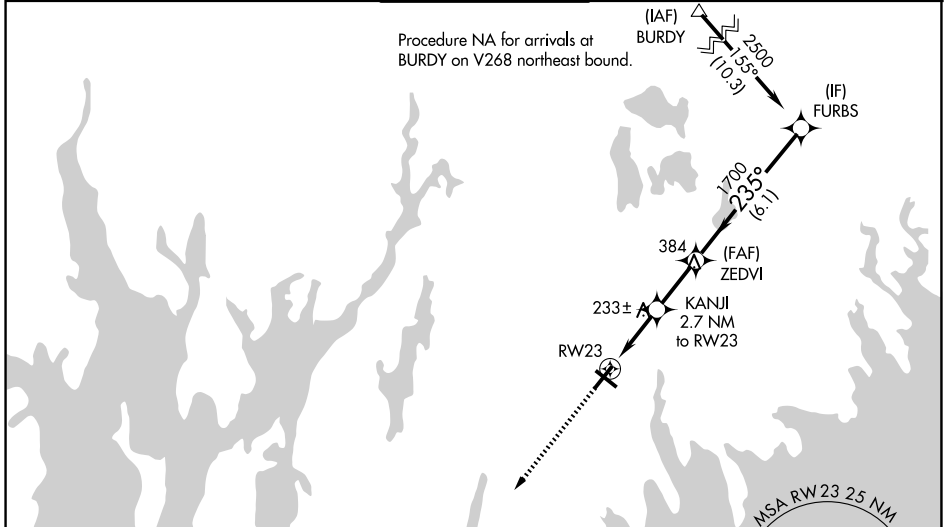 (IAF)
BURDY
Procedure NA for arrivals at
BURDY on V268 northeast bound.
2500
155°
(10.3)
(IF)
FURBS
1700
235°
(6.1)
384
(FAF)
ZEDVI
233±
KANJI
2.7 NM
to RW23
RW23
MSA RW23 25 NM